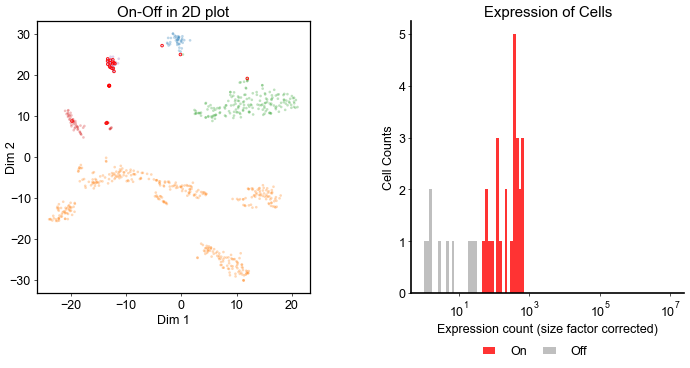 On-Off in 2D plot
30
20
10
0
−10
−20
−30
Dim 2
−20 −10 0 10 20
Dim 1
Expression of Cells
5
4
3
2
1
0
Cell Counts
10^1 10^3 10^5 10^7
Expression count (size factor corrected)
On Off